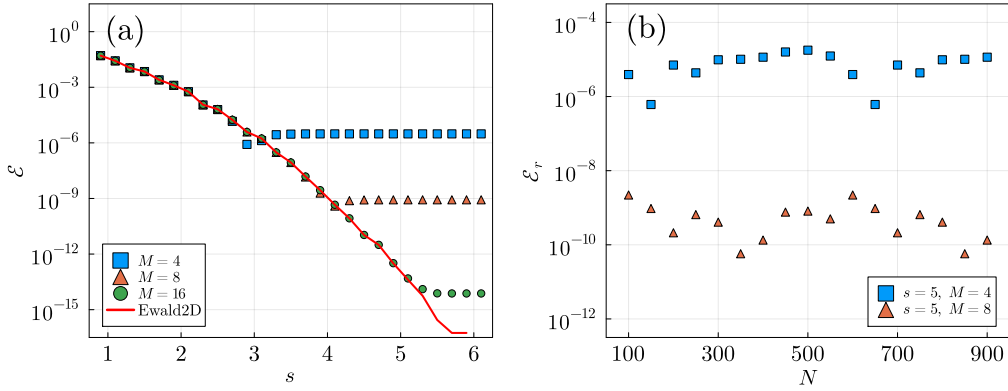 (a)
10^0
10^-3
10^-6
10^-9
10^-12
10^-15
ℰ
M = 4
M = 8
M = 16
Ewald2D
1 2 3 4 5 6
s
(b)
10^-4
10^-6
10^-8
10^-10
10^-12
ℰ_r
s = 5, M = 4
s = 5, M = 8
100 300 500 700 900
N